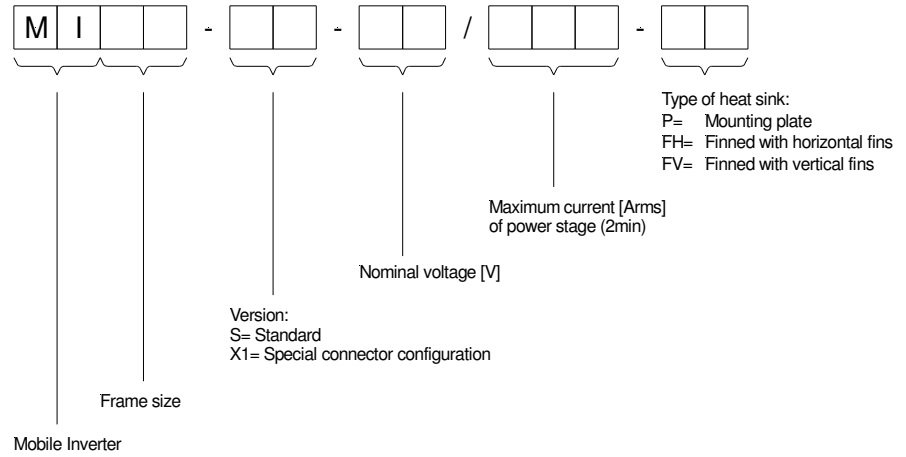 M I - - / -
Type of heat sink:
P= Mounting plate
FH= Finned with horizontal fins
FV= Finned with vertical fins
Maximum current [Arms]
of power stage (2min)
Nominal voltage [V]
Version:
S= Standard
X1= Special connector configuration
Frame size
Mobile Inverter